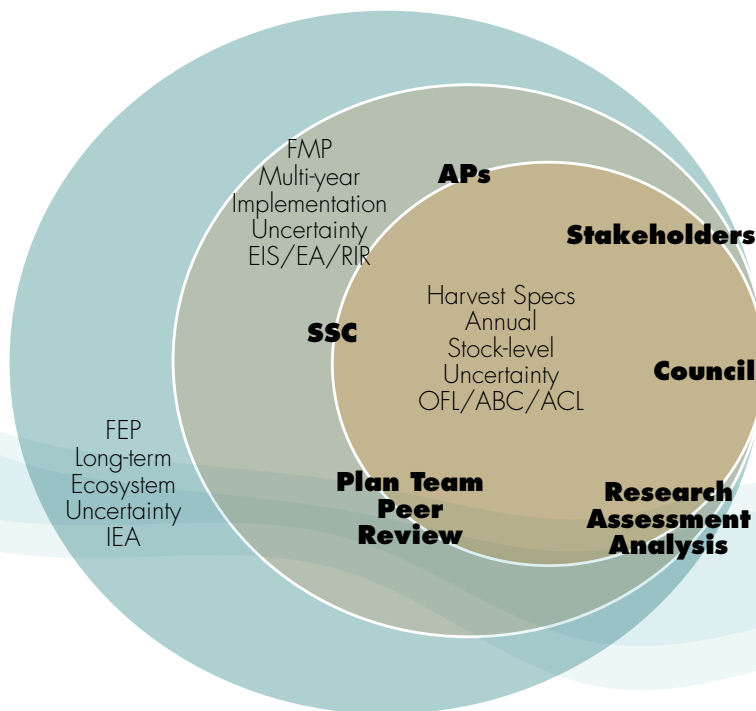 FMP
Multi-year
Implementation
Uncertainty
EIS/EA/RIR
APs
Stakeholders
Harvest Specs
Annual
Stock-level
Uncertainty
OFL/ABC/ACL
SSC
Council
FEP
Long-term
Ecosystem
Uncertainty
IEA
Plan Team
Peer
Review
Research
Assessment
Analysis